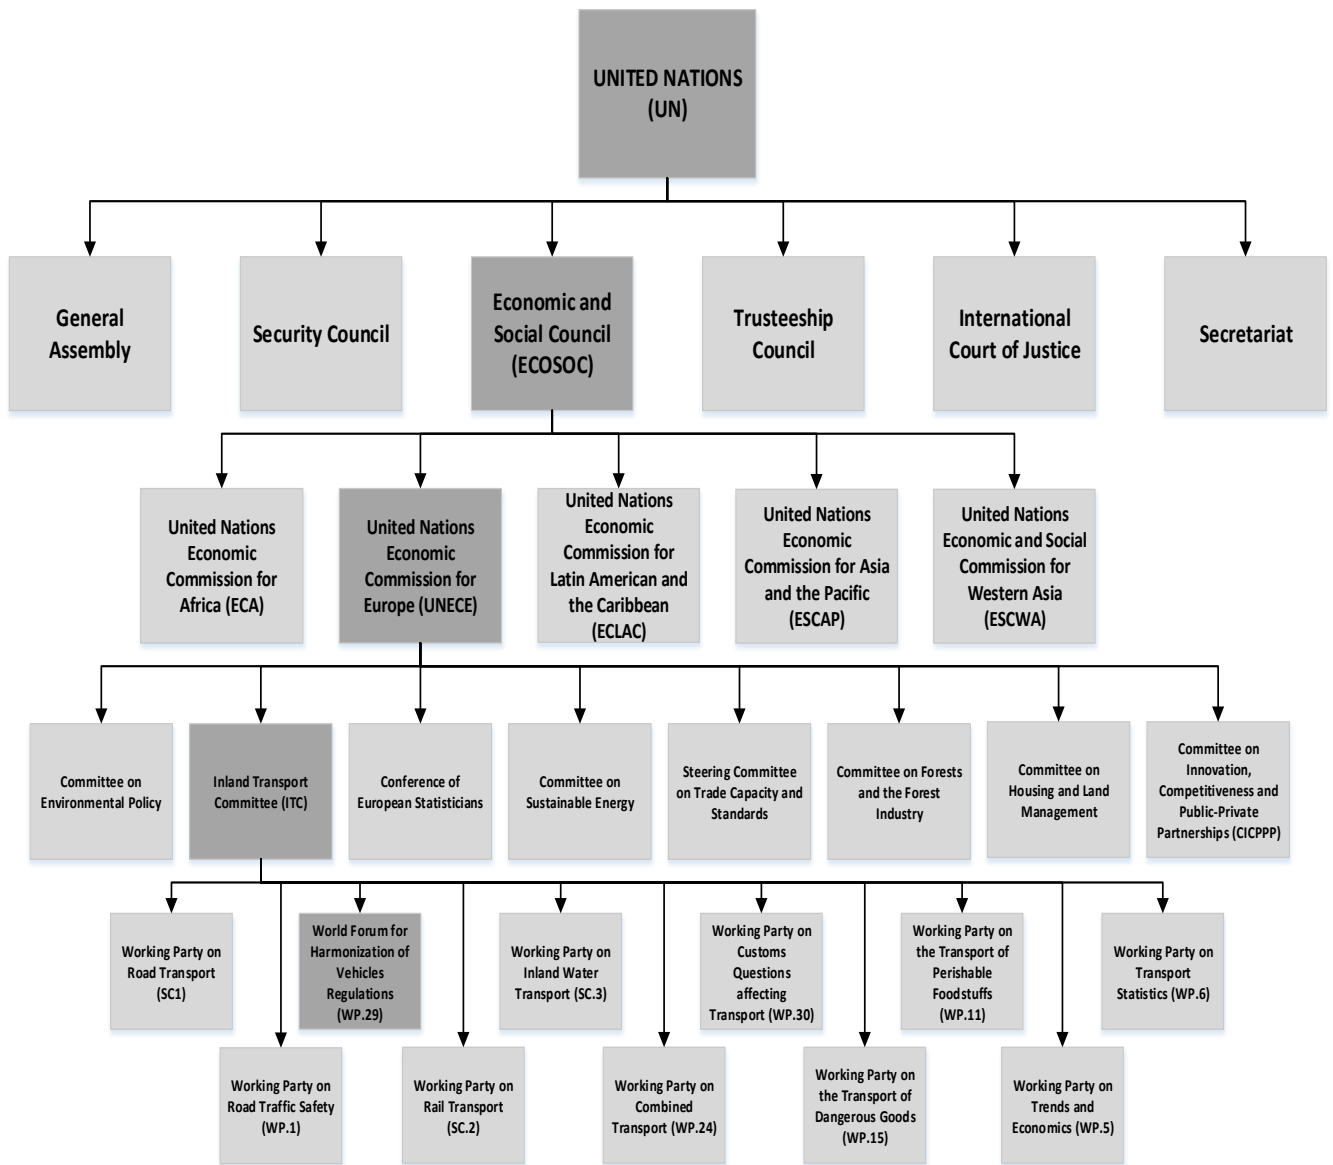 UNITED NATIONS
(UN)
General
Assembly
Security Council
Economic and
Social Council
(ECOSOC)
Trusteeship
Council
International
Court of Justice
Secretariat
United Nations
Economic
Commission for
Africa (ECA)
United Nations
Economic
Commission for
Europe (UNECE)
United Nations
Economic
Commission for
Latin American and
the Caribbean
(ECLAC)
United Nations
Economic
Commission for Asia
and the Pacific
(ESCAP)
United Nations
Economic and Social
Commission for
Western Asia
(ESCWA)
Committee on
Environmental Policy
Inland Transport
Committee (ITC)
Conference of
European Statisticians
Committee on
Sustainable Energy
Steering Committee
on Trade Capacity and
Standards
Committee on Forests
and the Forest
Industry
Committee on
Housing and Land
Management
Committee on
Innovation,
Competitiveness and
Public-Private
Partnerships (CICPPP)
Working Party on
Road Transport
(SC1)
World Forum for
Harmonization of
Vehicles
Regulations
(WP.29)
Working Party on
Inland Water
Transport (SC.3)
Working Party on
Customs
Questions
affecting
Transport (WP.30)
Working Party on
the Transport of
Perishable
Foodstuffs
(WP.11)
Working Party on
Transport
Statistics (WP.6)
Working Party on
Road Traffic Safety
(WP.1)
Working Party on
Rail Transport
(SC.2)
Working Party on
Combined
Transport (WP.24)
Working Party on
the Transport of
Dangerous Goods
(WP.15)
Working Party on
Trends and
Economics (WP.5)